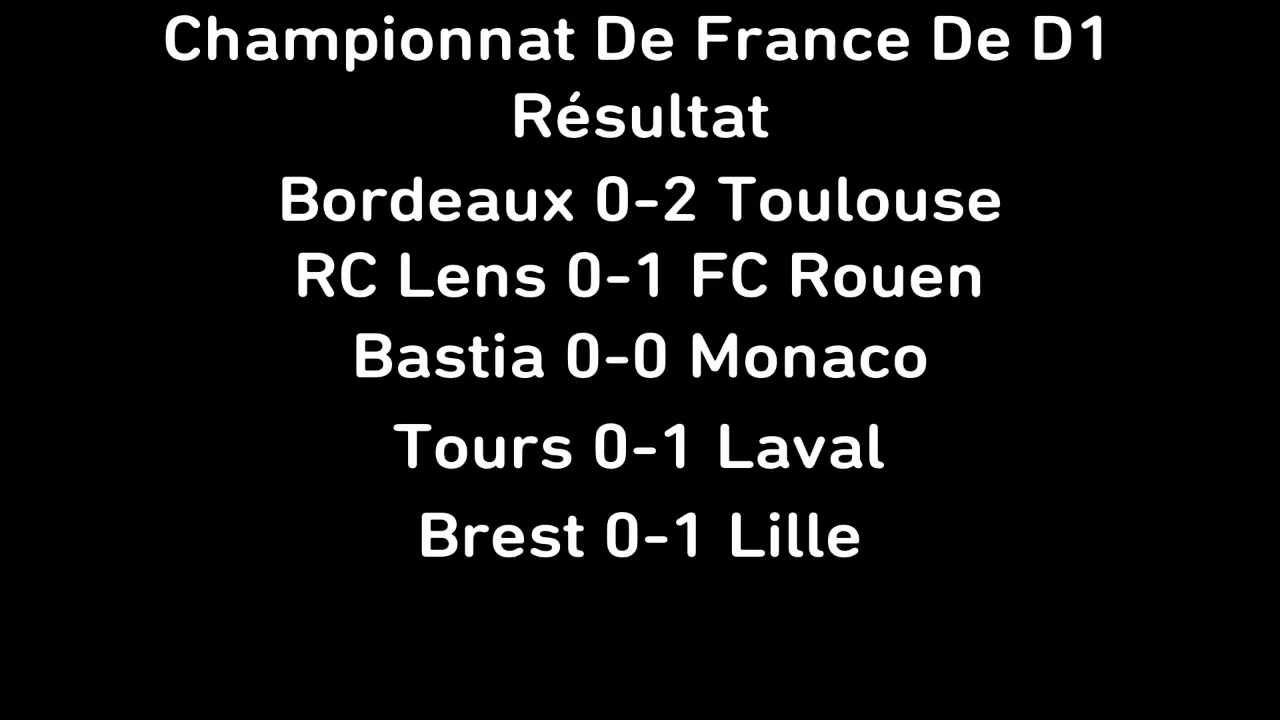 Championnat De France De D1
Résultat
Bordeaux 0-2 Toulouse
RC Lens 0-1 FC Rouen
Bastia 0-0 Monaco
Tours 0-1 Laval
Brest 0-1 Lille